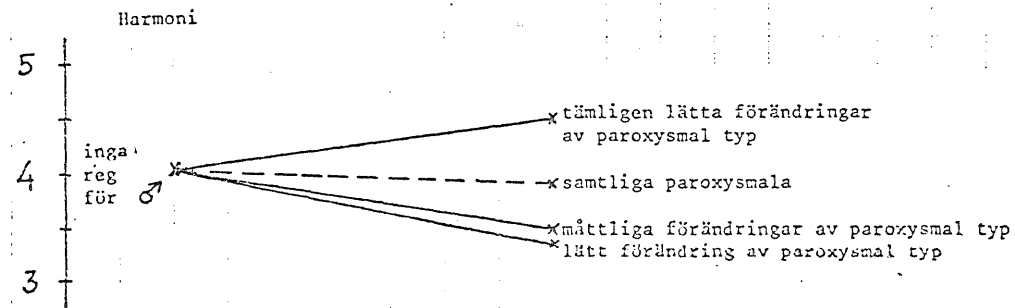 Harmoni
5
tämligen lätta förändringar
av paroxysmal typ
inga
reg
för ♂
4
samtliga paroxysmala
måttliga förändringar av paroxysmal typ
lätt förändring av paroxysmal typ
3